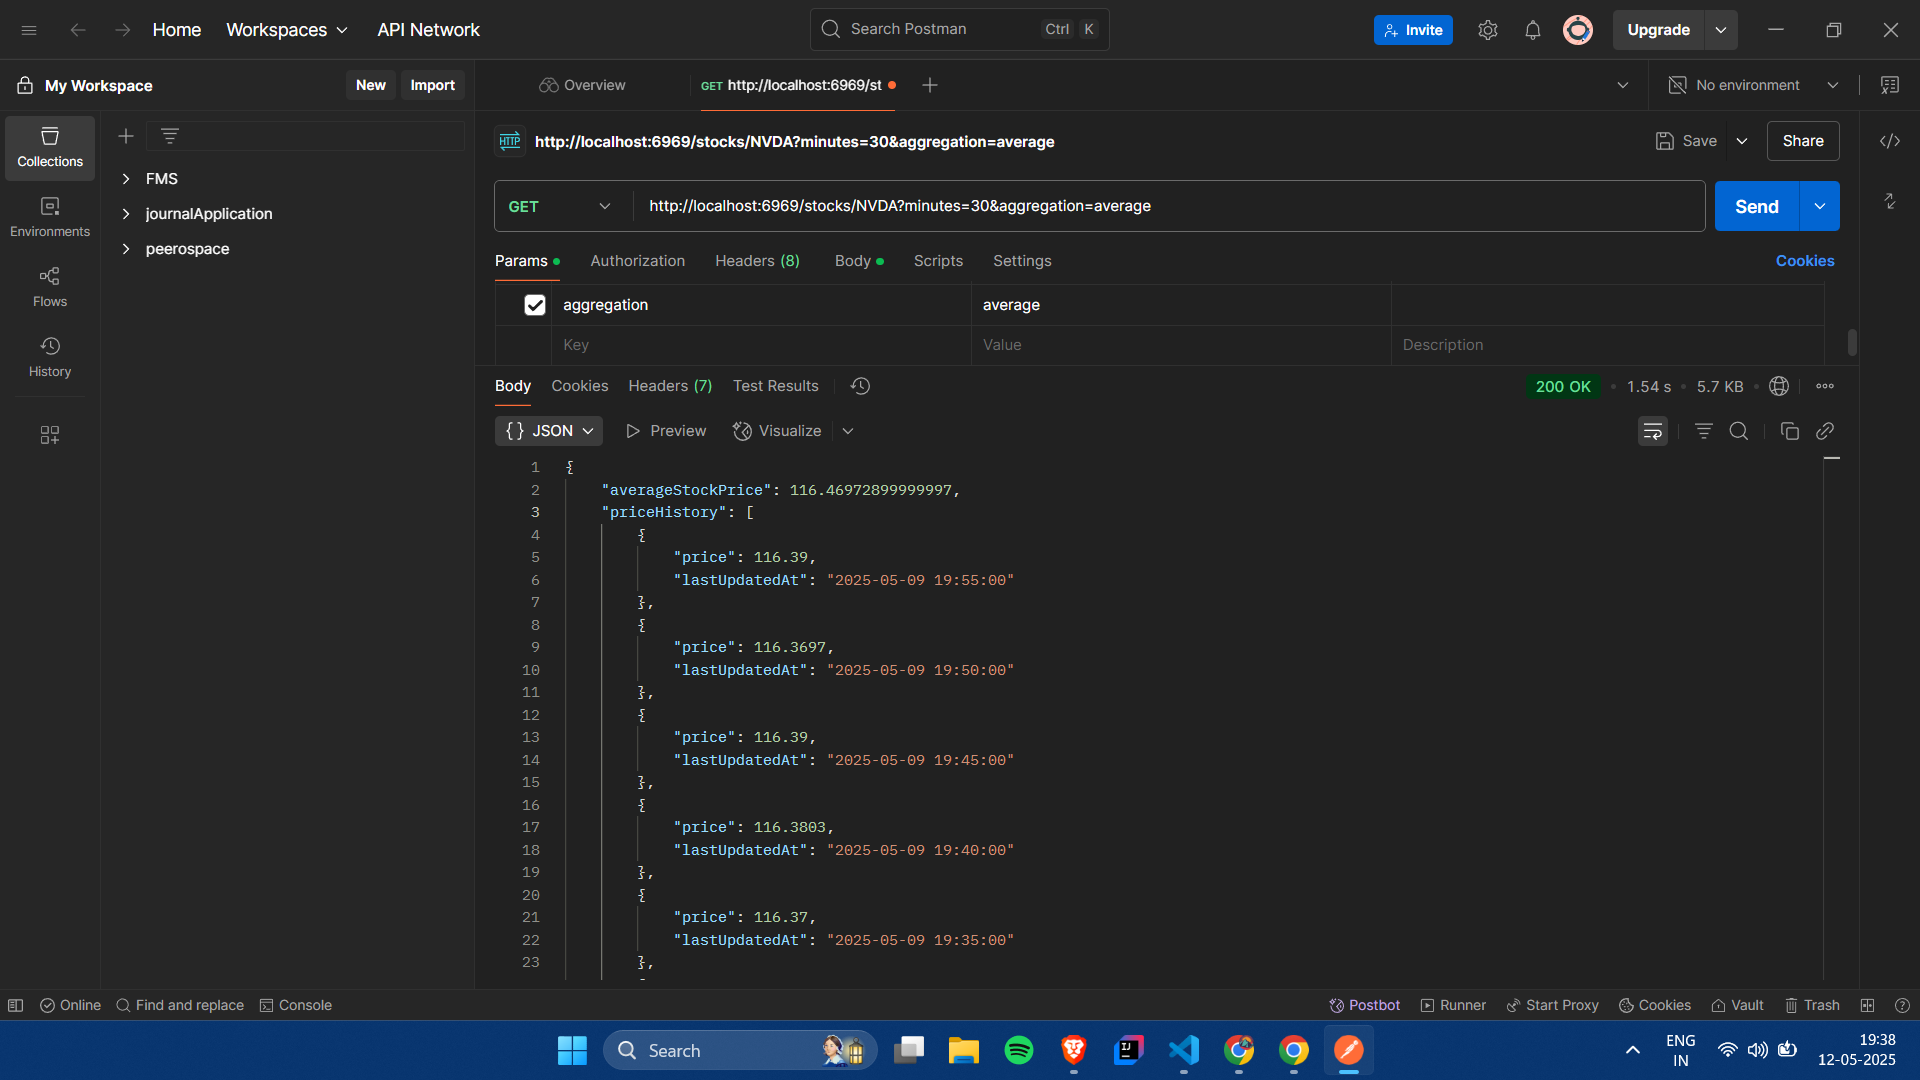 Home Workspaces API Network Search Postman Ctrl K Invite Upgrade
My Workspace New Import Overview GET http://localhost:6969/st No environment
Collections
Environments
Flows
History
FMS
journalApplication
peerospace
HTTP http://localhost:6969/stocks/NVDA?minutes=30&aggregation=average Save Share
GET http://localhost:6969/stocks/NVDA?minutes=30&aggregation=average Send
Params Authorization Headers (8) Body Scripts Settings Cookies
aggregation average
Key Value Description
Body Cookies Headers (7) Test Results 200 OK 1.54 s 5.7 KB
{} JSON Preview Visualize
1 {
2 "averageStockPrice": 116.46972899999997,
3 "priceHistory": [
4 {
5 "price": 116.39,
6 "lastUpdatedAt": "2025-05-09 19:55:00"
7 },
8 {
9 "price": 116.3697,
10 "lastUpdatedAt": "2025-05-09 19:50:00"
11 },
12 {
13 "price": 116.39,
14 "lastUpdatedAt": "2025-05-09 19:45:00"
15 },
16 {
17 "price": 116.3803,
18 "lastUpdatedAt": "2025-05-09 19:40:00"
19 },
20 {
21 "price": 116.37,
22 "lastUpdatedAt": "2025-05-09 19:35:00"
23 },
Online Find and replace Console Postbot Runner Start Proxy Cookies Vault Trash
Search ENG 19:38
IN 12-05-2025